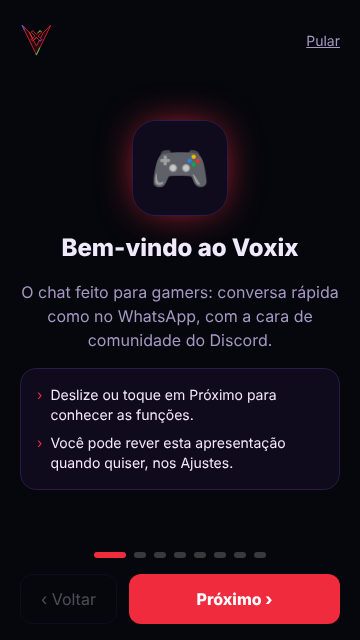 Pular
Bem-vindo ao Voxix
O chat feito para gamers: conversa rápida
como no WhatsApp, com a cara de
comunidade do Discord.
› Deslize ou toque em Próximo para
conhecer as funções.
› Você pode rever esta apresentação
quando quiser, nos Ajustes.
‹ Voltar
Próximo ›